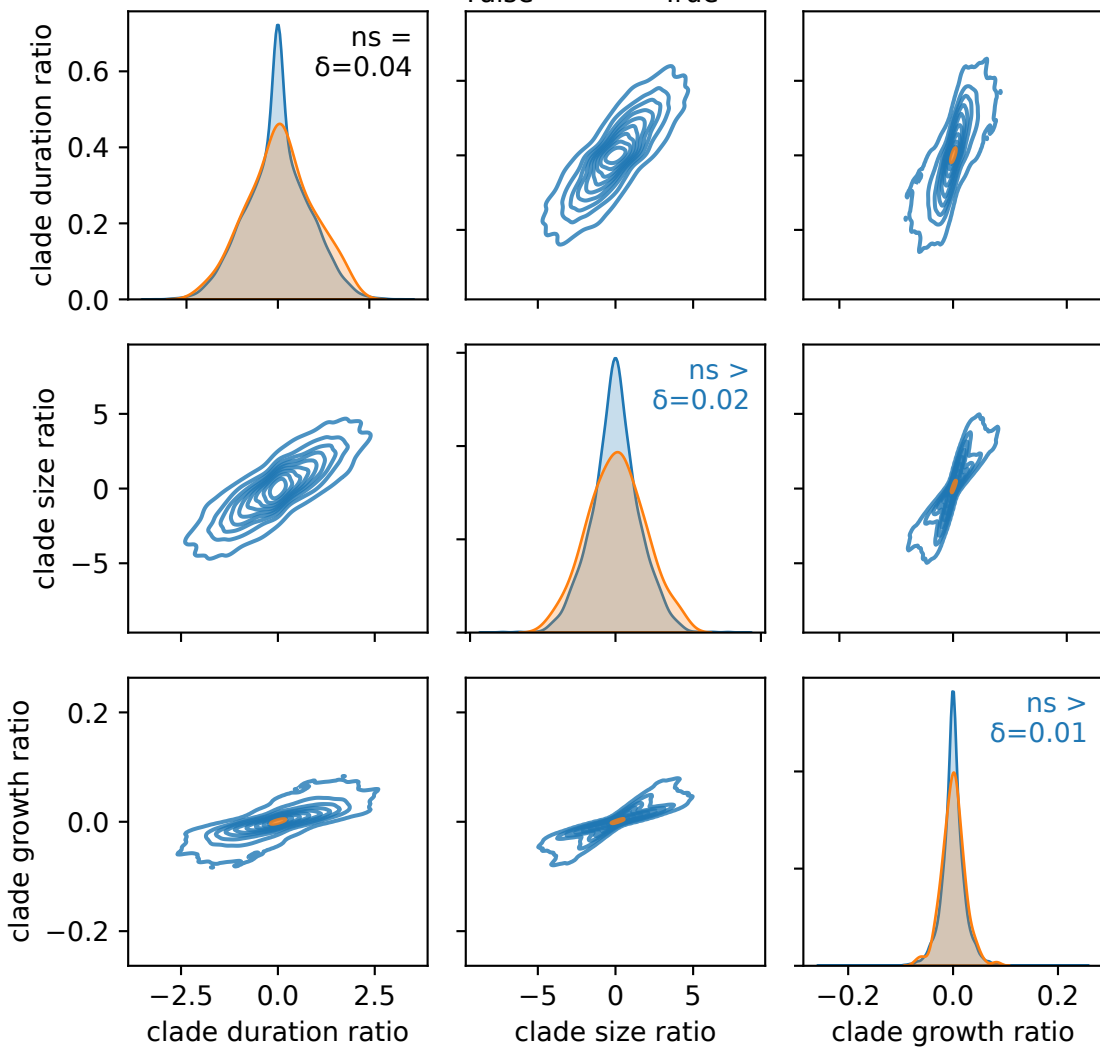 clade duration ratio
0.6
0.4
0.2
0.0
ns =
δ=0.04
clade size ratio
5
0
−5
ns >
δ=0.02
clade growth ratio
0.2
0.0
−0.2
ns >
δ=0.01
−2.5 0.0 2.5
−5 0 5
−0.2 0.0 0.2
clade duration ratio
clade size ratio
clade growth ratio